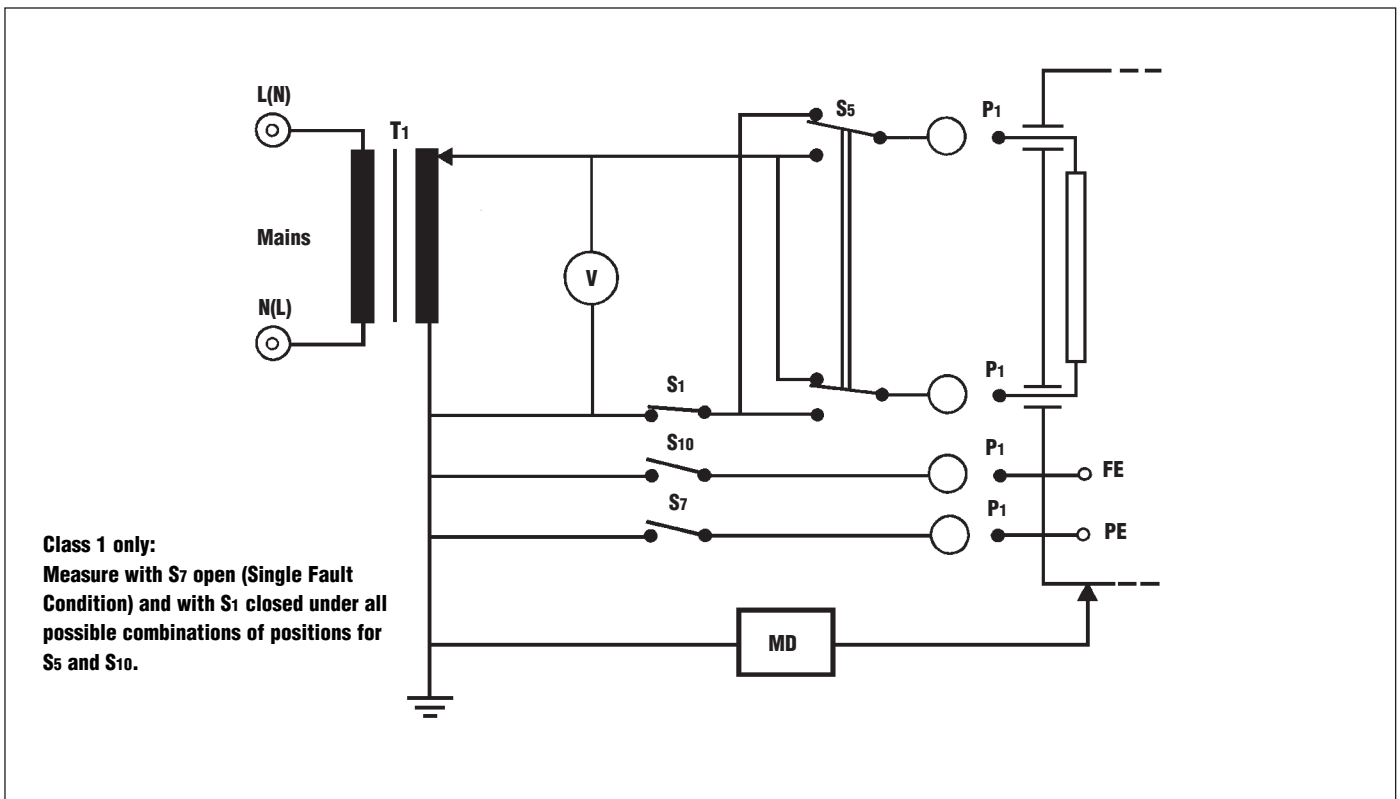 L(N)
T1
S5
P1
Mains
V
N(L)
S1
P1
S10
P1
FE
S7
P1
PE
Class 1 only:
Measure with S7 open (Single Fault
Condition) and with S1 closed under all
possible combinations of positions for
S5 and S10.
MD